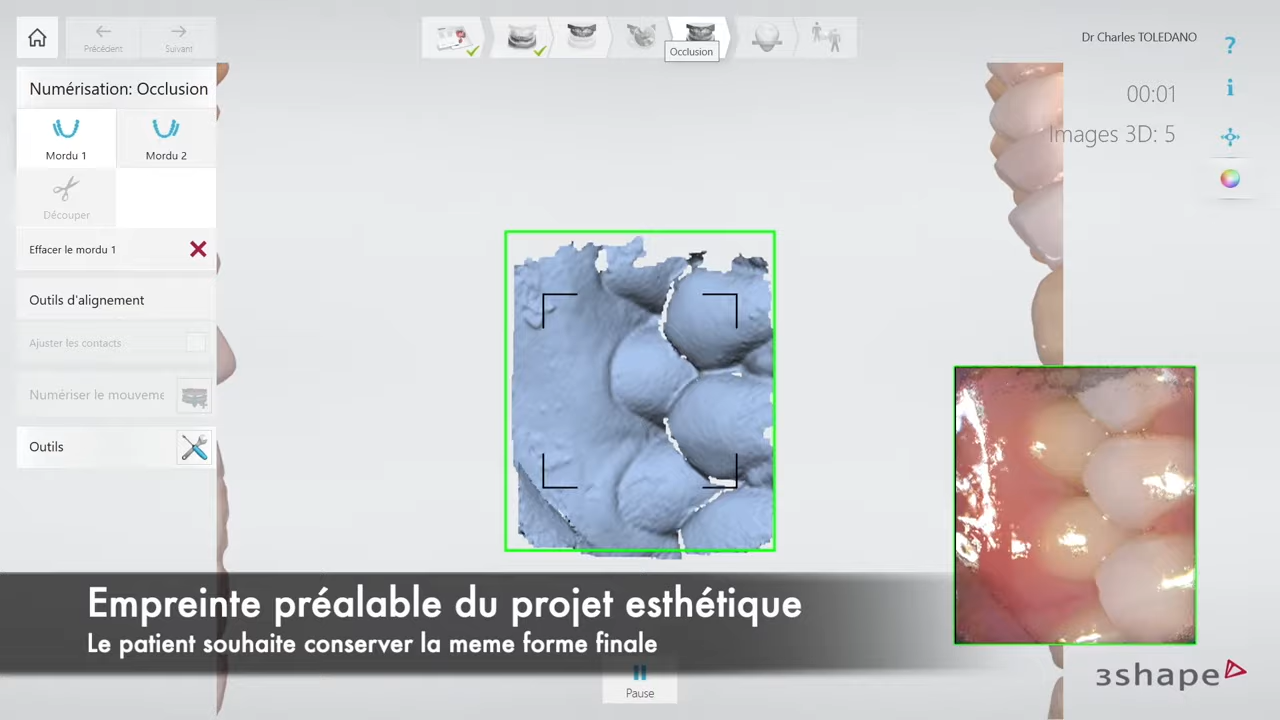 Précédent
Suivant
Occlusion
Dr Charles TOLEDANO
?
i
Numérisation: Occlusion
00:01
Images 3D: 5
Mordu 1
Mordu 2
Découper
Effacer le mordu 1
Outils d'alignement
Ajuster les contacts
Numériser le mouveme
Outils
Empreinte préalable du projet esthétique
Le patient souhaite conserver la meme forme finale
Pause
3shape